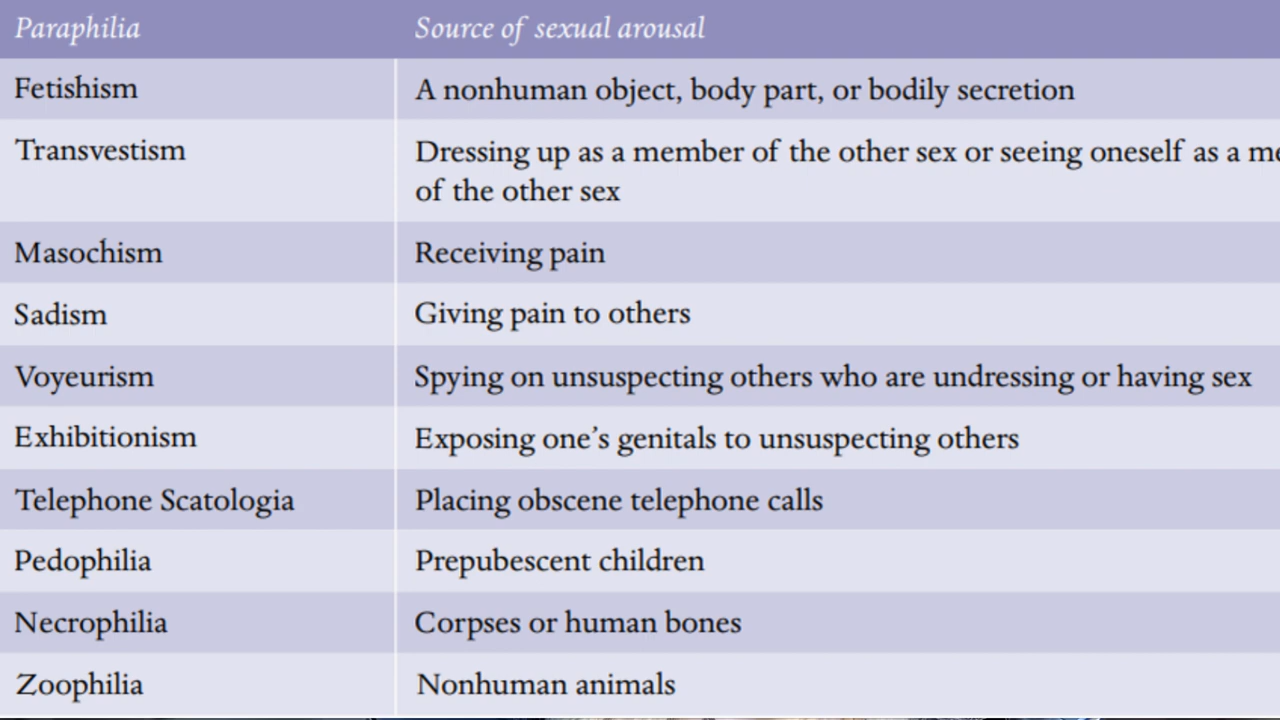 Paraphilia Source of sexual arousal
Fetishism A nonhuman object, body part, or bodily secretion
Transvestism Dressing up as a member of the other sex or seeing oneself as a
of the other sex
Masochism Receiving pain
Sadism Giving pain to others
Voyeurism Spying on unsuspecting others who are undressing or having sex
Exhibitionism Exposing one’s genitals to unsuspecting others
Telephone Scatologia Placing obscene telephone calls
Pedophilia Prepubescent children
Necrophilia Corpses or human bones
Zoophilia Nonhuman animals